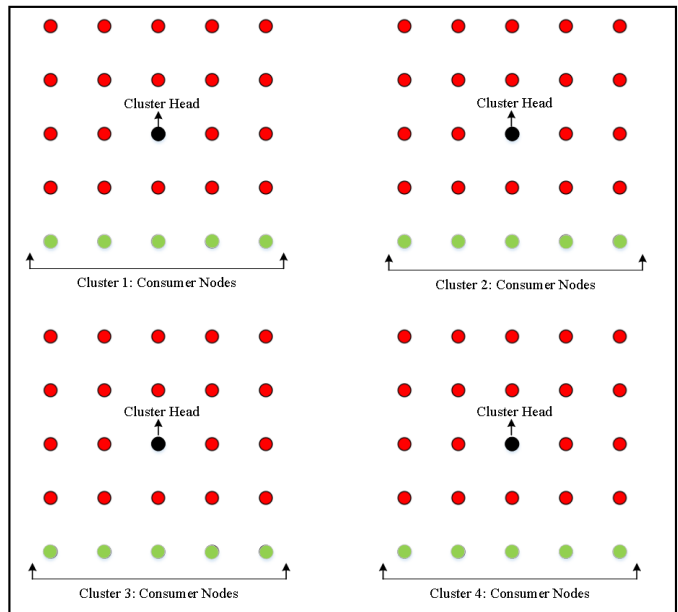 Cluster Head
Cluster Head
Cluster 1: Consumer Nodes
Cluster 2: Consumer Nodes
Cluster Head
Cluster Head
Cluster 3: Consumer Nodes
Cluster 4: Consumer Nodes